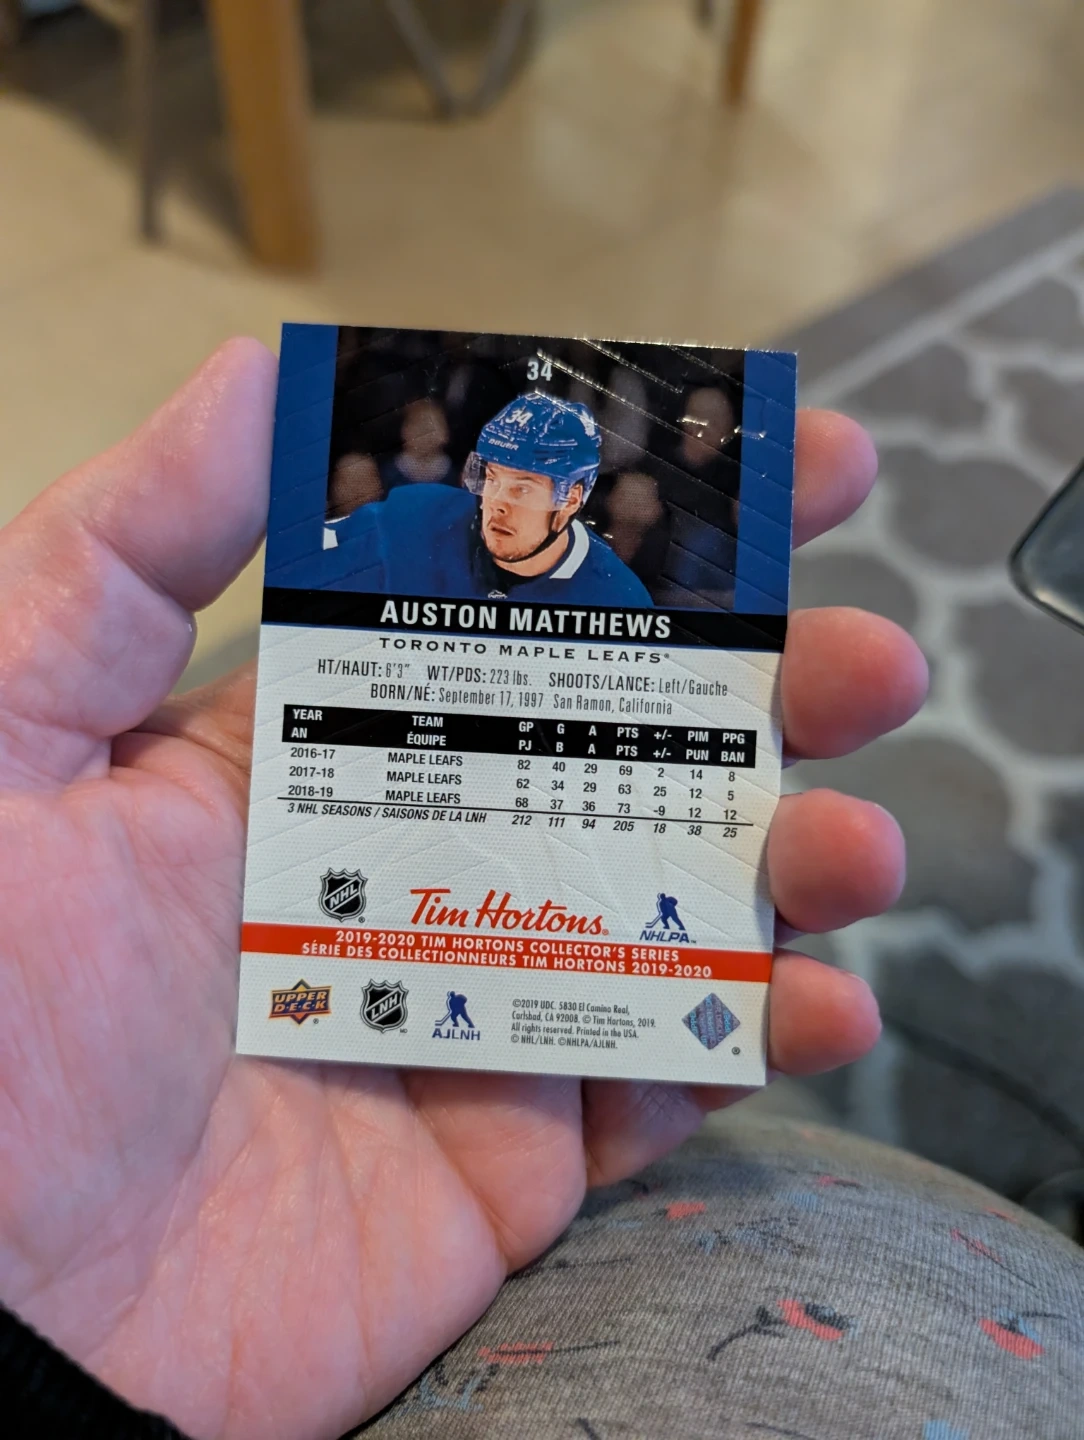 34
34
BAUER
AUSTON MATTHEWS
TORONTO MAPLE LEAFS®
HT/HAUT: 6'3" WT/PDS: 223 lbs. SHOOTS/LANCE: Left/Gauche
BORN/NÉ: September 17, 1997 San Ramon, California
YEAR TEAM GP G A PTS +/- PIM PPG
AN ÉQUIPE PJ B A PTS +/- PUN BAN
2016-17 MAPLE LEAFS 82 40 29 69 2 14 8
2017-18 MAPLE LEAFS 62 34 29 63 25 12 5
2018-19 MAPLE LEAFS 68 37 36 73 -9 12 12
3 NHL SEASONS / SAISONS DE LA LNH 212 111 94 205 18 38 25
NHL ® Tim Hortons® NHLPA™
2019-2020 TIM HORTONS COLLECTOR'S SERIES
SÉRIE DES COLLECTIONNEURS TIM HORTONS 2019-2020
UPPER DECK ® LNH AJLNH
©2019 UDC. 5830 El Camino Real,
Carlsbad, CA 92008. © Tim Hortons, 2019.
All rights reserved. Printed in the USA.
© NHL/LNH. ©NHLPA/AJLNH.
®